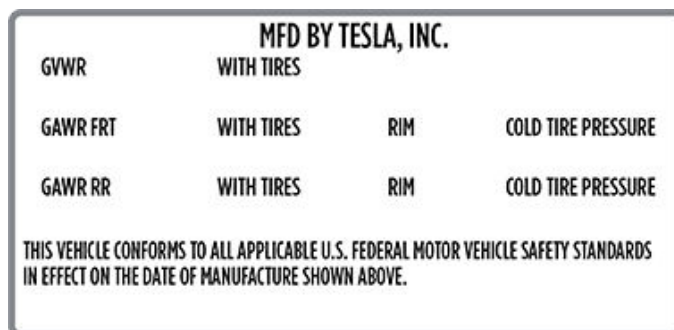 MFD BY TESLA, INC.
GVWR WITH TIRES
GAWR FRT WITH TIRES RIM COLD TIRE PRESSURE
GAWR RR WITH TIRES RIM COLD TIRE PRESSURE
THIS VEHICLE CONFORMS TO ALL APPLICABLE U.S. FEDERAL MOTOR VEHICLE SAFETY STANDARDS
IN EFFECT ON THE DATE OF MANUFACTURE SHOWN ABOVE.